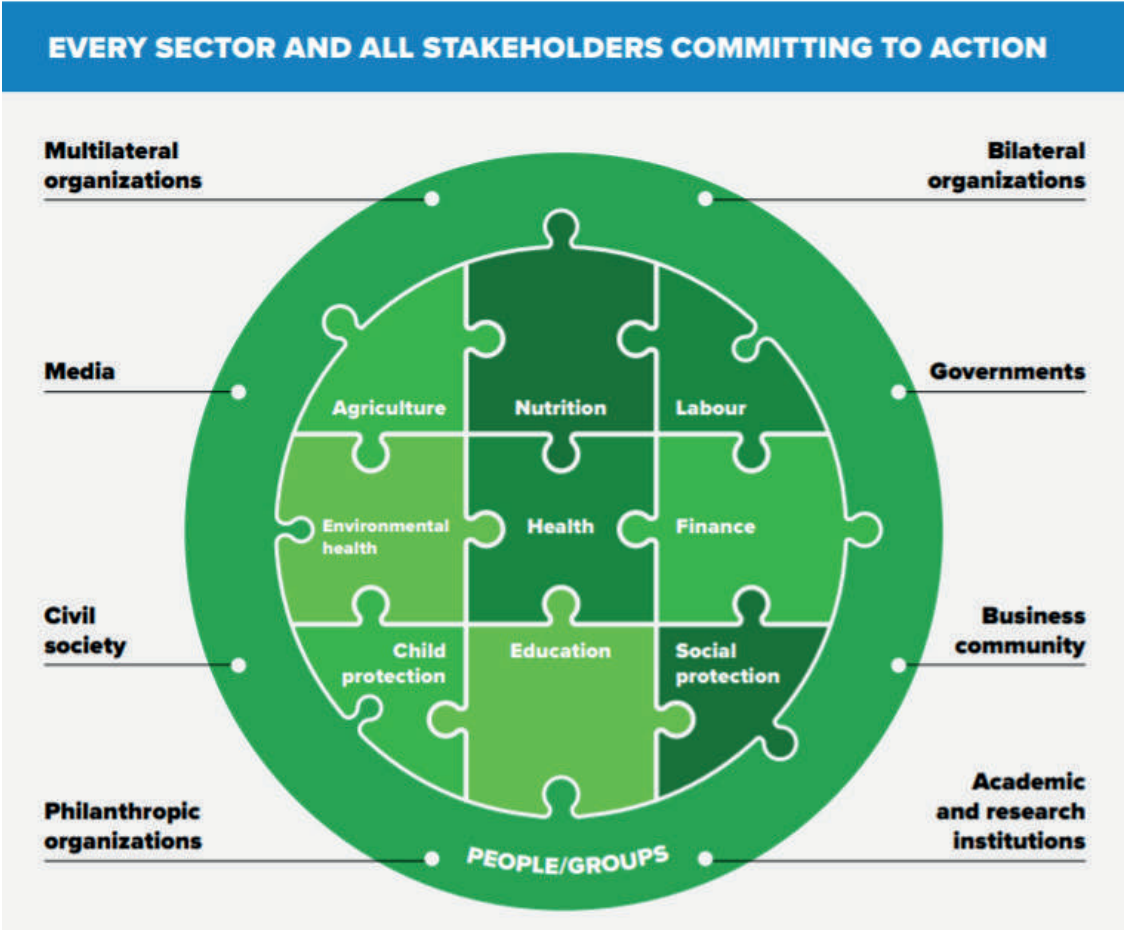 EVERY SECTOR AND ALL STAKEHOLDERS COMMITTING TO ACTION
Multilateral
organizations
Bilateral
organizations
Media
Governments
Agriculture
Nutrition
Labour
Environmental
health
Health
Finance
Civil
society
Business
community
Child
protection
Education
Social
protection
Philanthropic
organizations
Academic
and research
institutions
PEOPLE/GROUPS